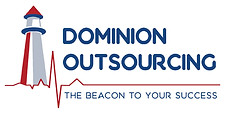 DOMINION
OUTSOURCING
THE BEACON TO YOUR SUCCESS